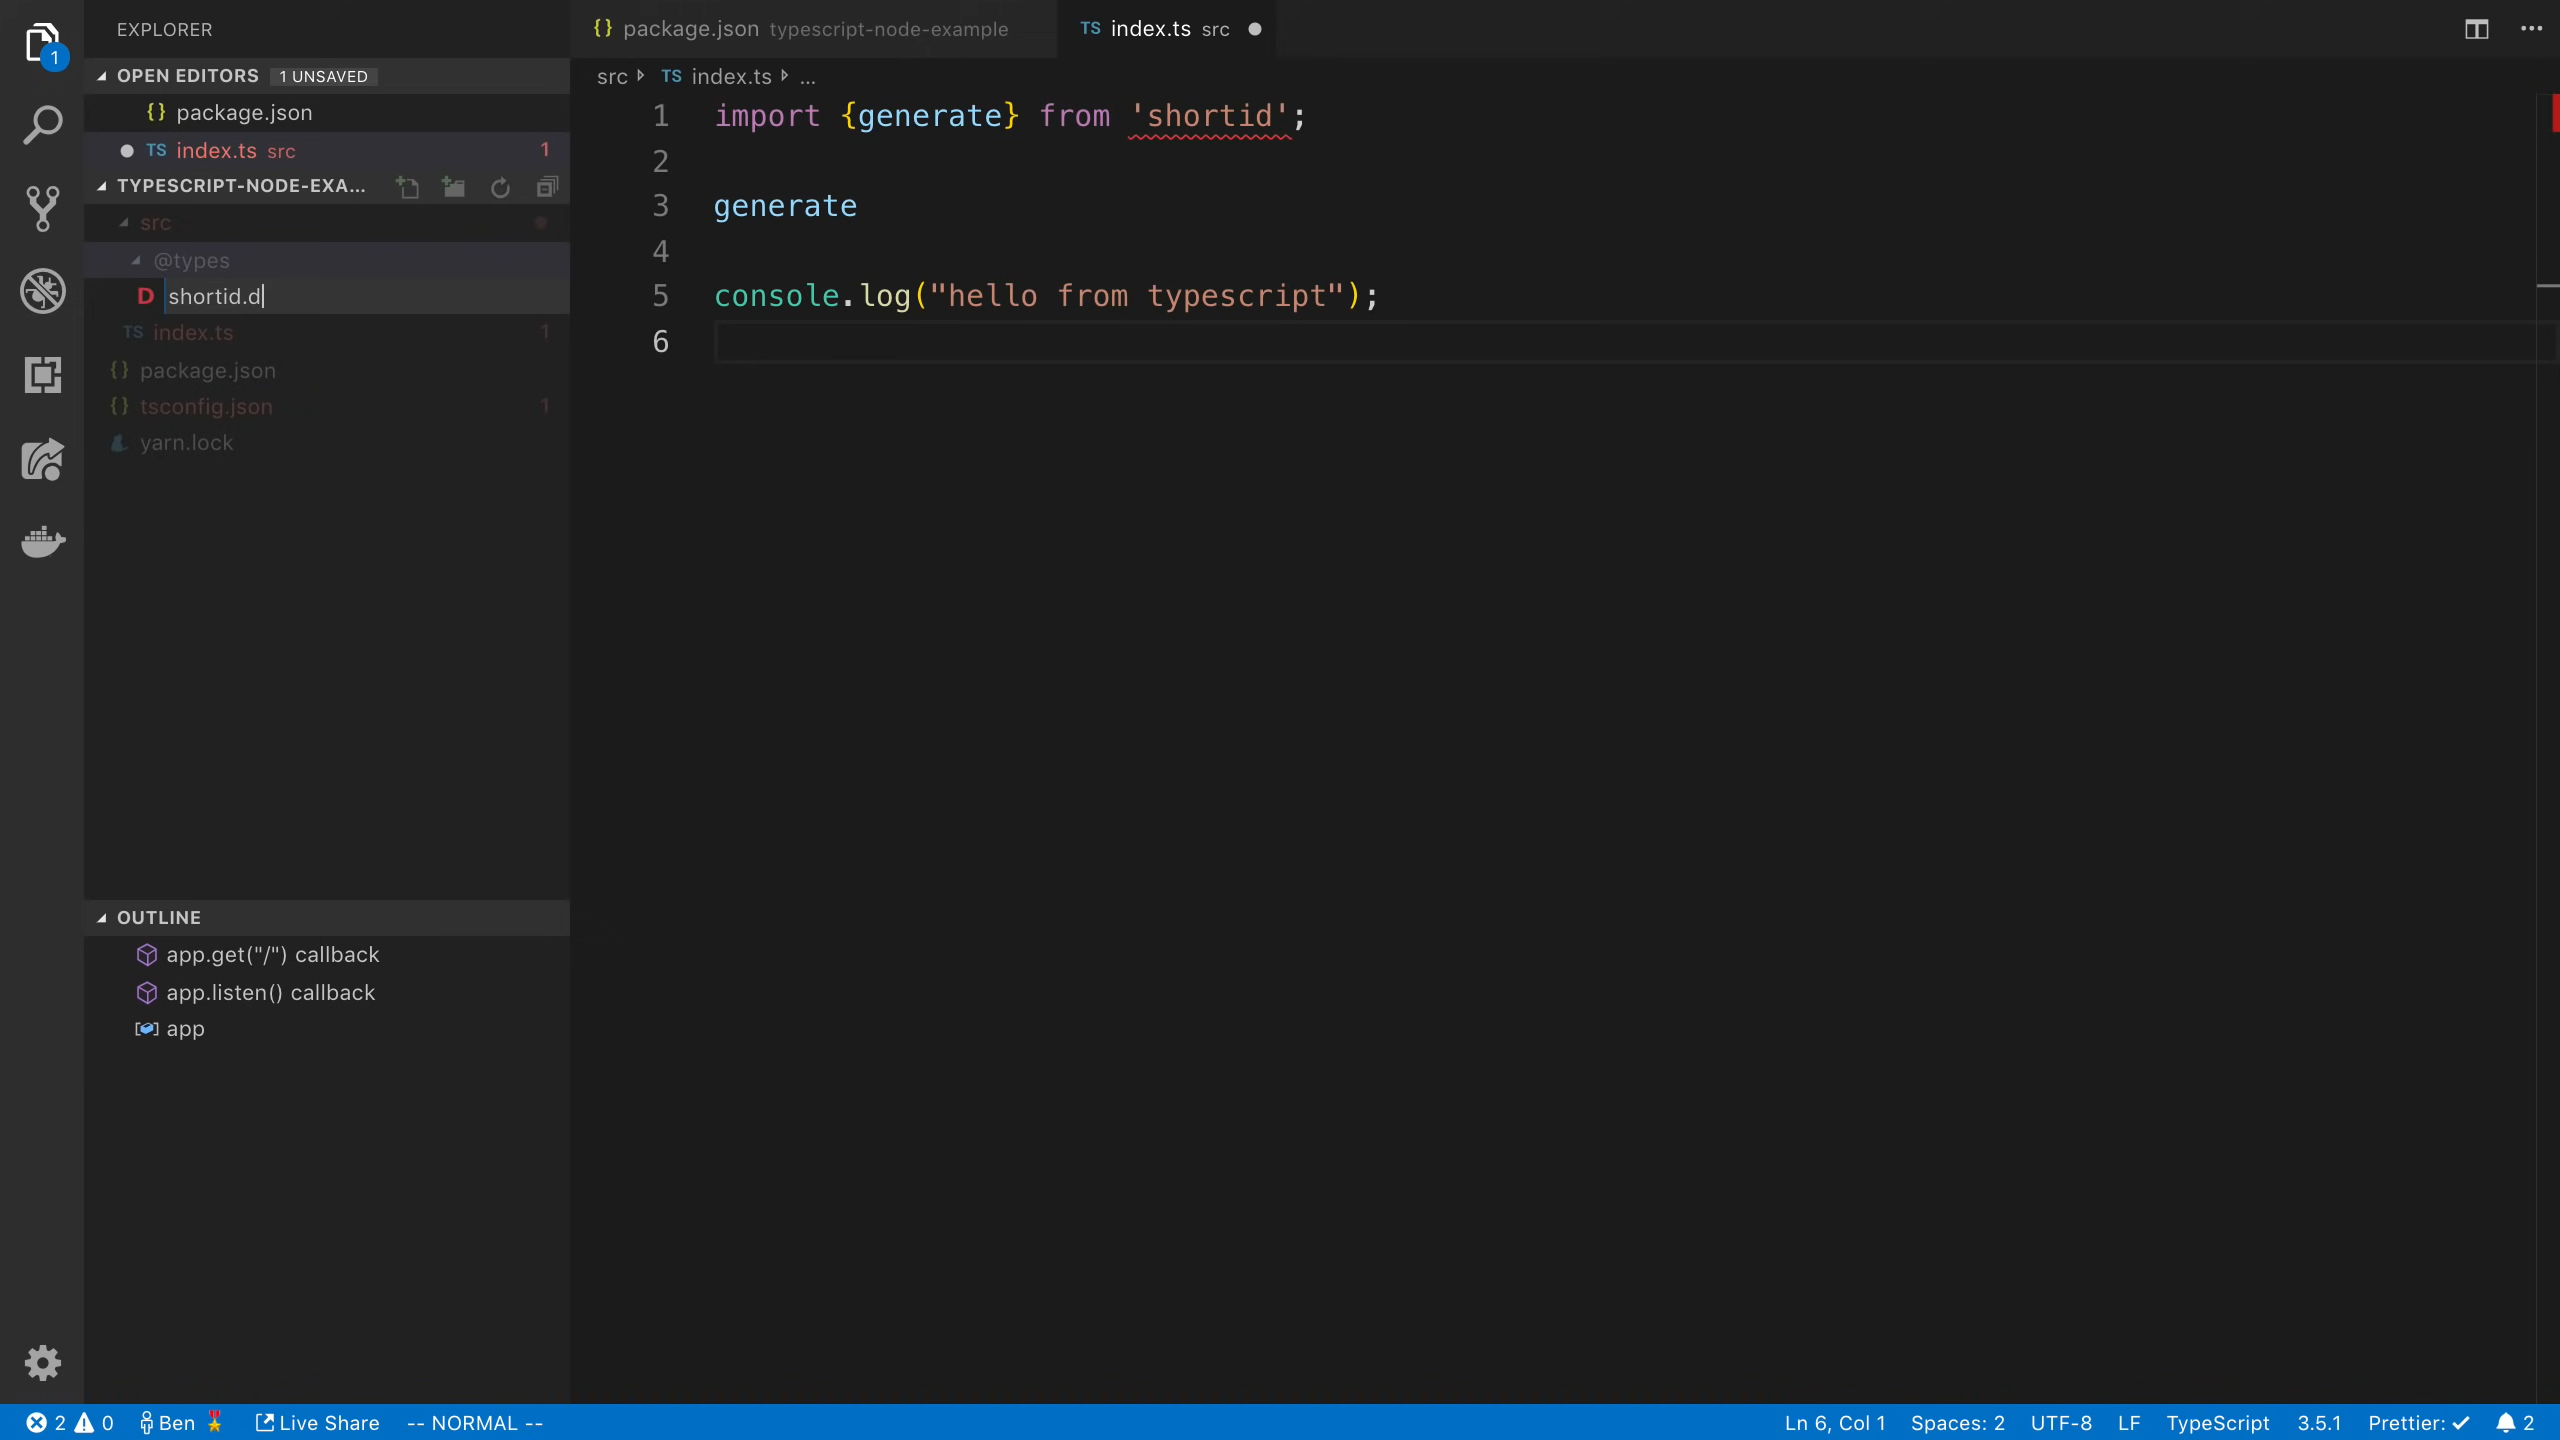 EXPLORER
1
OPEN EDITORS 1 UNSAVED
{} package.json
TS index.ts src 1
TYPESCRIPT-NODE-EXA...
src
@types
D shortid.d
TS index.ts 1
{} package.json
{} tsconfig.json 1
yarn.lock
OUTLINE
app.get("/") callback
app.listen() callback
app
{} package.json typescript-node-example
TS index.ts src
src TS index.ts ...
1 import {generate} from 'shortid';
2
3 generate
4
5 console.log("hello from typescript");
6
2 0 Ben Live Share -- NORMAL -- Ln 6, Col 1 Spaces: 2 UTF-8 LF TypeScript 3.5.1 Prettier: 2